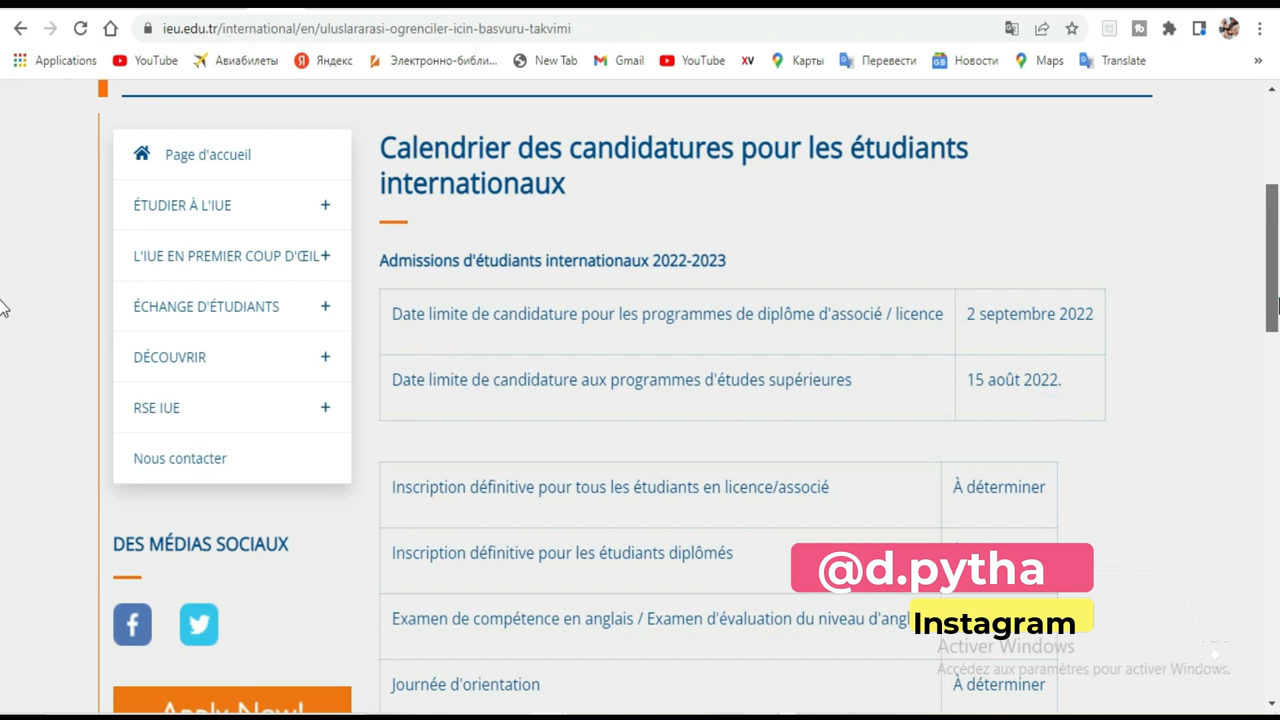 ieu.edu.tr/international/en/uluslararasi-ogrenciler-icin-basvuru-takvimi
Applications
YouTube
Авиабилеты
Яндекс
Электронно-библи...
New Tab
Gmail
YouTube
XV
Карты
Перевести
Новости
Maps
Translate
»
Page d'accueil
ÉTUDIER À L'IUE +
L'IUE EN PREMIER COUP D'ŒIL +
ÉCHANGE D'ÉTUDIANTS +
DÉCOUVRIR +
RSE IUE +
Nous contacter
DES MÉDIAS SOCIAUX
Apply Now!
Calendrier des candidatures pour les étudiants
internationaux
Admissions d'étudiants internationaux 2022-2023
Date limite de candidature pour les programmes de diplôme d'associé / licence 2 septembre 2022
Date limite de candidature aux programmes d'études supérieures 15 août 2022.
Inscription définitive pour tous les étudiants en licence/associé À déterminer
Inscription définitive pour les étudiants diplômés
Examen de compétence en anglais / Examen d'évaluation du niveau d'angl
Journée d'orientation À déterminer
@d.pytha
Instagram
Activer Windows
Accédez aux paramètres pour activer Windows.